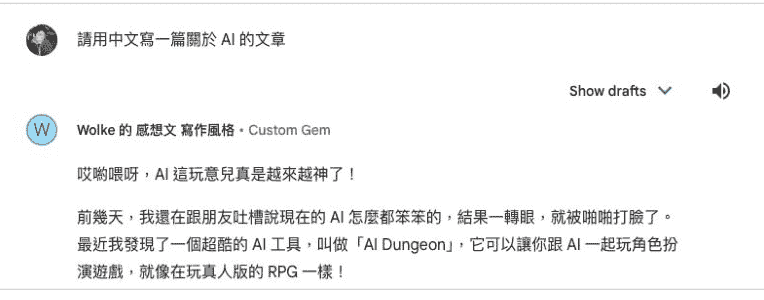 請用中文寫一篇關於 AI 的文章
Show drafts
W
Wolke 的 感想文 寫作風格 • Custom Gem
哎喲喂呀，AI 這玩意兒真是越來越神了！
前幾天，我還在跟朋友吐槽說現在的 AI 怎麼都笨笨的，結果一轉眼，就被啪啪打臉了。
最近我發現了一個超酷的 AI 工具，叫做「AI Dungeon」，它可以讓你跟 AI 一起玩角色扮
演遊戲，就像在玩真人版的 RPG 一樣！